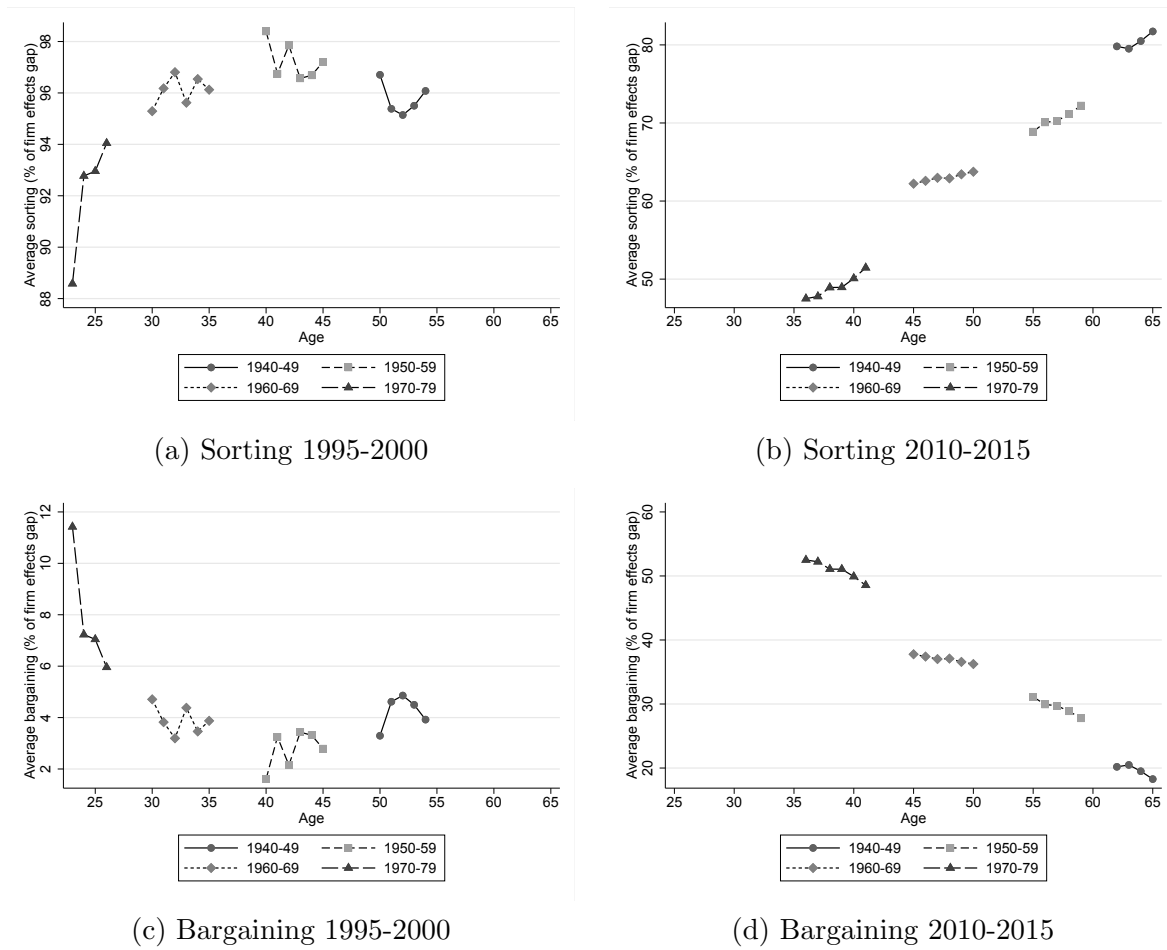 Average sorting (% of firm effects gap)
98
96
94
92
90
88
25 30 35 40 45 50 55 60 65
Age
1940-49 1950-59
1960-69 1970-79
(a) Sorting 1995-2000
Average sorting (% of firm effects gap)
80
70
60
50
25 30 35 40 45 50 55 60 65
Age
1940-49 1950-59
1960-69 1970-79
(b) Sorting 2010-2015
Average bargaining (% of firm effects gap)
12
10
8
6
4
2
25 30 35 40 45 50 55 60 65
Age
1940-49 1950-59
1960-69 1970-79
(c) Bargaining 1995-2000
Average bargaining (% of firm effects gap)
60
50
40
30
20
25 30 35 40 45 50 55 60 65
Age
1940-49 1950-59
1960-69 1970-79
(d) Bargaining 2010-2015